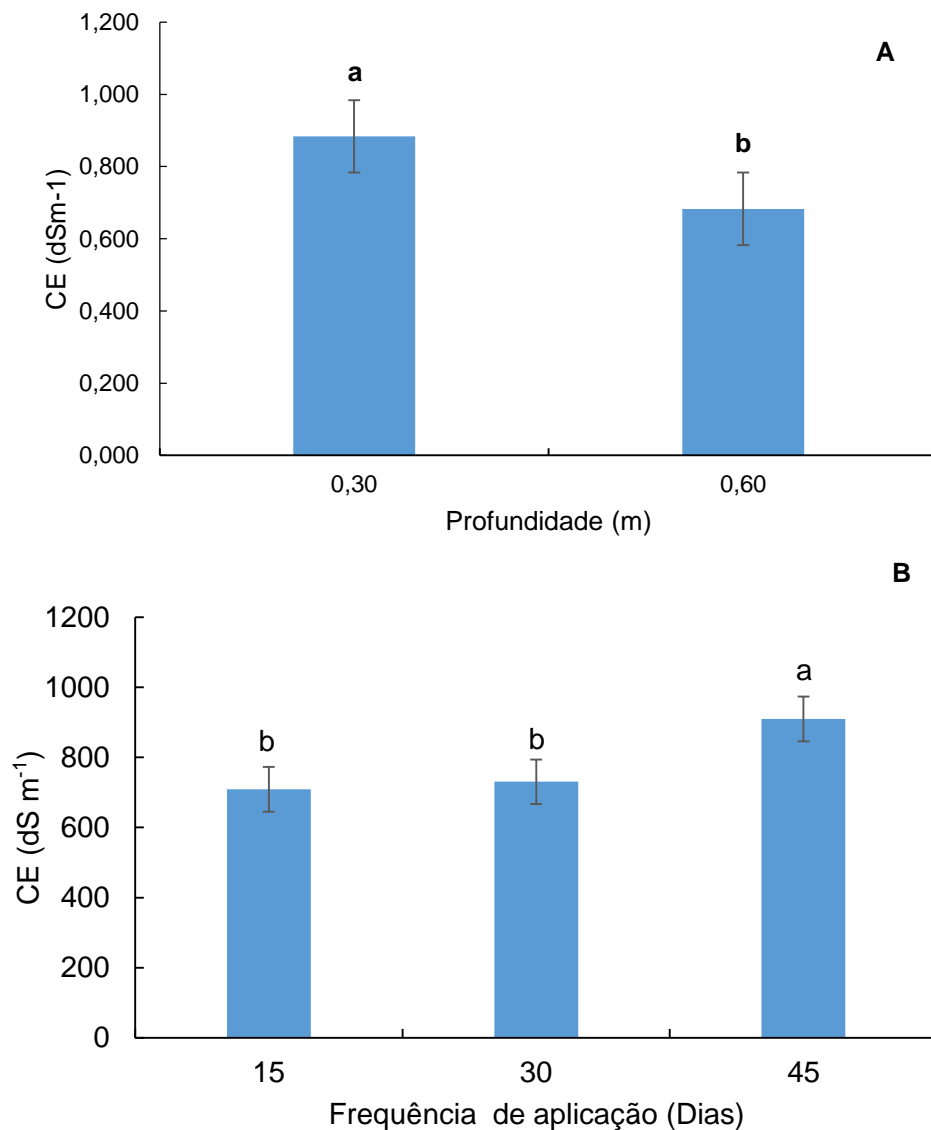 A
CE (dSm-1)
1,200
1,000
0,800
0,600
0,400
0,200
0,000
a
b
0,30
0,60
Profundidade (m)
B
CE (dS m⁻¹)
1200
1000
800
600
400
200
0
b
b
a
15
30
45
Frequência de aplicação (Dias)